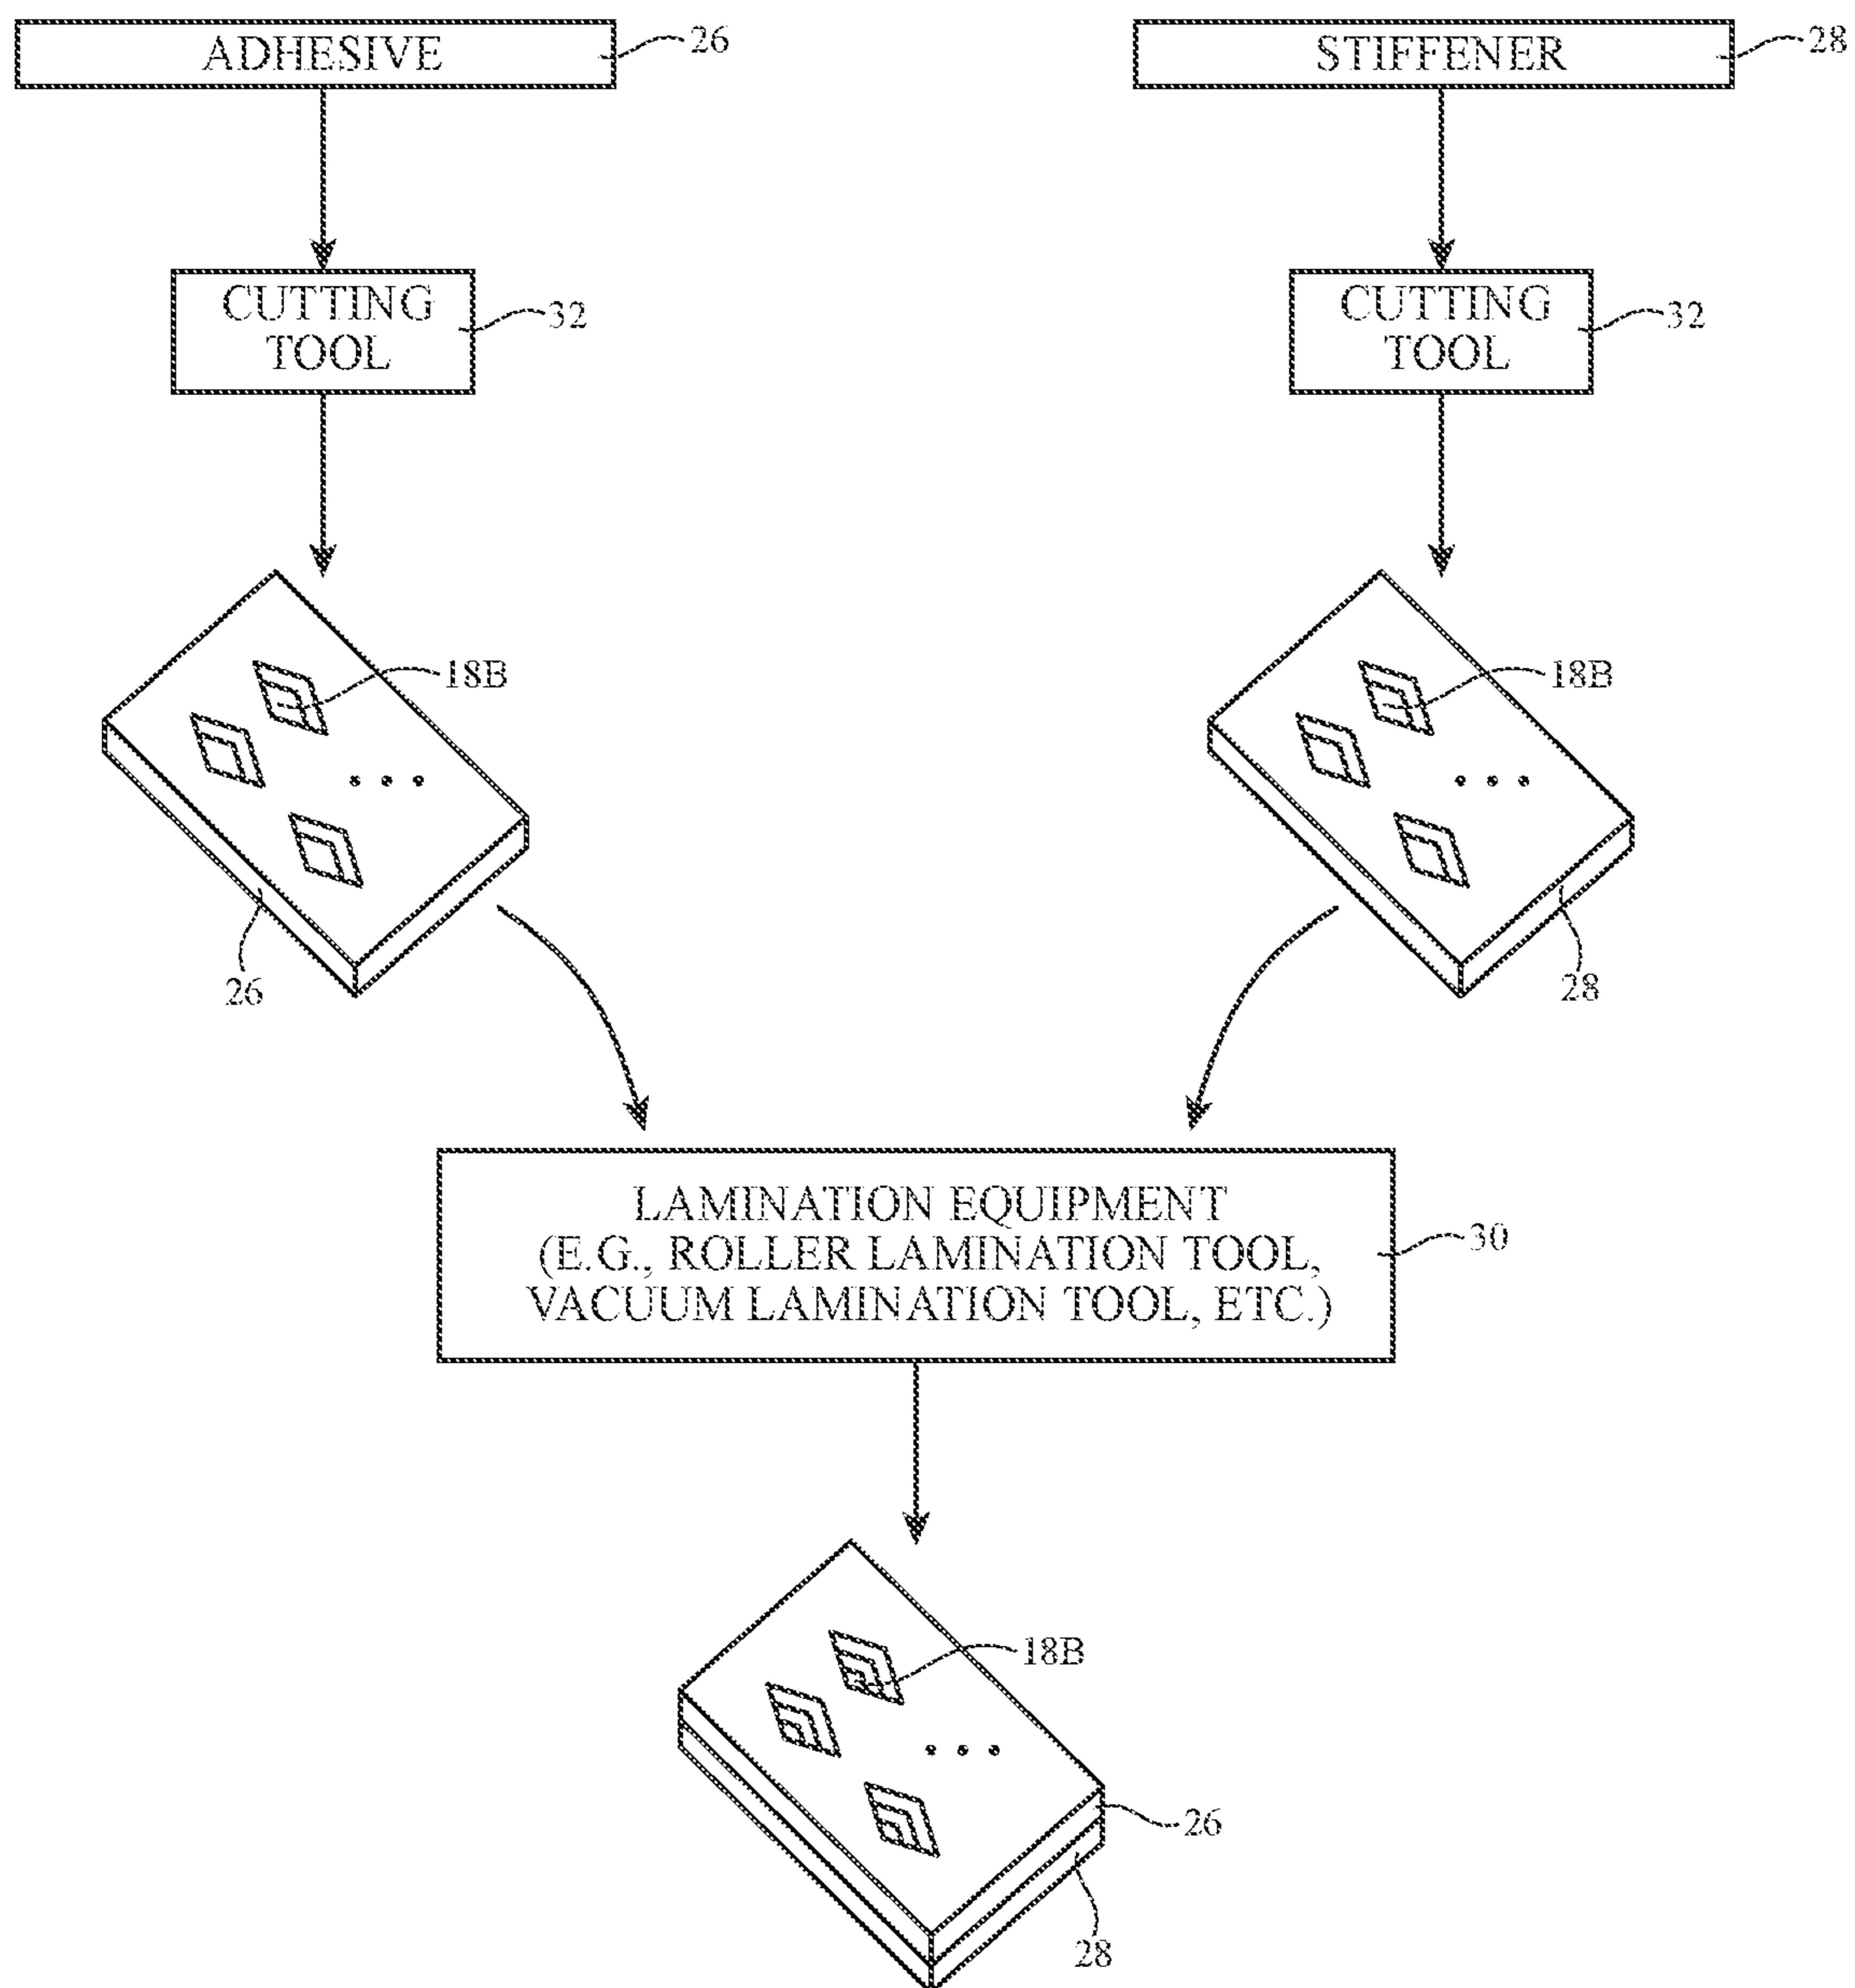 ADHESIVE
26
STIFFENER
28
CUTTING
TOOL
32
CUTTING
TOOL
32
18B
18B
26
28
LAMINATION EQUIPMENT
(E.G., ROLLER LAMINATION TOOL,
VACUUM LAMINATION TOOL, ETC.)
30
18B
26
28